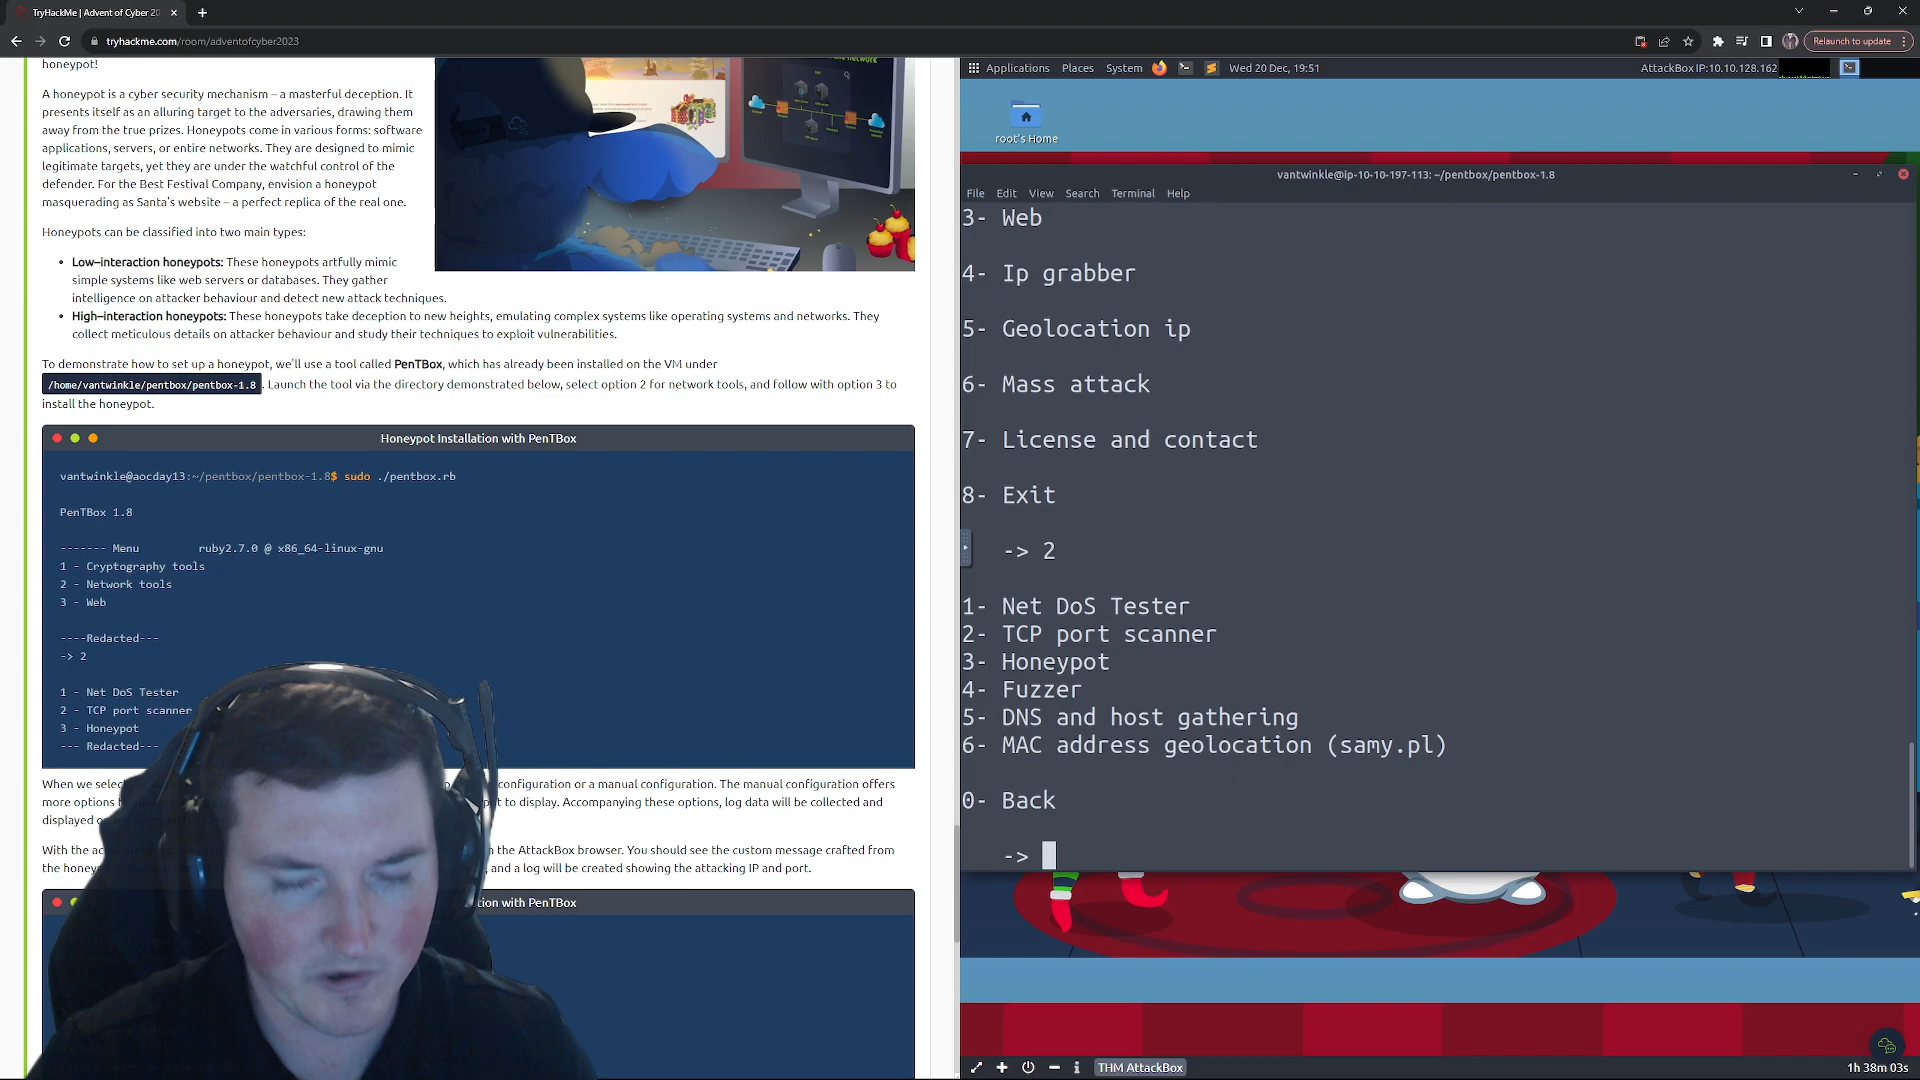 TryHackMe | Advent of Cyber 20
tryhackme.com/room/adventofcyber2023
Relaunch to update
honeypot!
A honeypot is a cyber security mechanism – a masterful deception. It
presents itself as an alluring target to the adversaries, drawing them
away from the true prizes. Honeypots come in various forms: software
applications, servers, or entire networks. They are designed to mimic
legitimate targets, yet they are under the watchful control of the
defender. For the Best Festival Company, envision a honeypot
masquerading as Santa's website – a perfect replica of the real one.
Honeypots can be classified into two main types:
• Low–interaction honeypots: These honeypots artfully mimic
simple systems like web servers or databases. They gather
intelligence on attacker behaviour and detect new attack techniques.
• High–interaction honeypots: These honeypots take deception to new heights, emulating complex systems like operating systems and networks. They
collect meticulous details on attacker behaviour and study their techniques to exploit vulnerabilities.
To demonstrate how to set up a honeypot, we'll use a tool called PenTBox, which has already been installed on the VM under
/home/vantwinkle/pentbox/pentbox-1.8 . Launch the tool via the directory demonstrated below, select option 2 for network tools, and follow with option 3 to
install the honeypot.
Honeypot Installation with PenTBox
vantwinkle@aocday13:~/pentbox/pentbox-1.8$ sudo ./pentbox.rb
PenTBox 1.8
------- Menu ruby2.7.0 @ x86_64-linux-gnu
1 - Cryptography tools
2 - Network tools
3 - Web
----Redacted---
-> 2
1 - Net DoS Tester
2 - TCP port scanner
3 - Honeypot
--- Redacted---
When we selec configuration or a manual configuration. The manual configuration offers
more options t to display. Accompanying these options, log data will be collected and
displayed o
With the ac the AttackBox browser. You should see the custom message crafted from
the honey and a log will be created showing the attacking IP and port.
tion with PenTBox
Applications Places System Wed 20 Dec, 19:51 AttackBox IP:10.10.128.162
root's Home
vantwinkle@ip-10-10-197-113: ~/pentbox/pentbox-1.8
File Edit View Search Terminal Help
3- Web
4- Ip grabber
5- Geolocation ip
6- Mass attack
7- License and contact
8- Exit
-> 2
1- Net DoS Tester
2- TCP port scanner
3- Honeypot
4- Fuzzer
5- DNS and host gathering
6- MAC address geolocation (samy.pl)
0- Back
->
THM AttackBox
1h 38m 03s